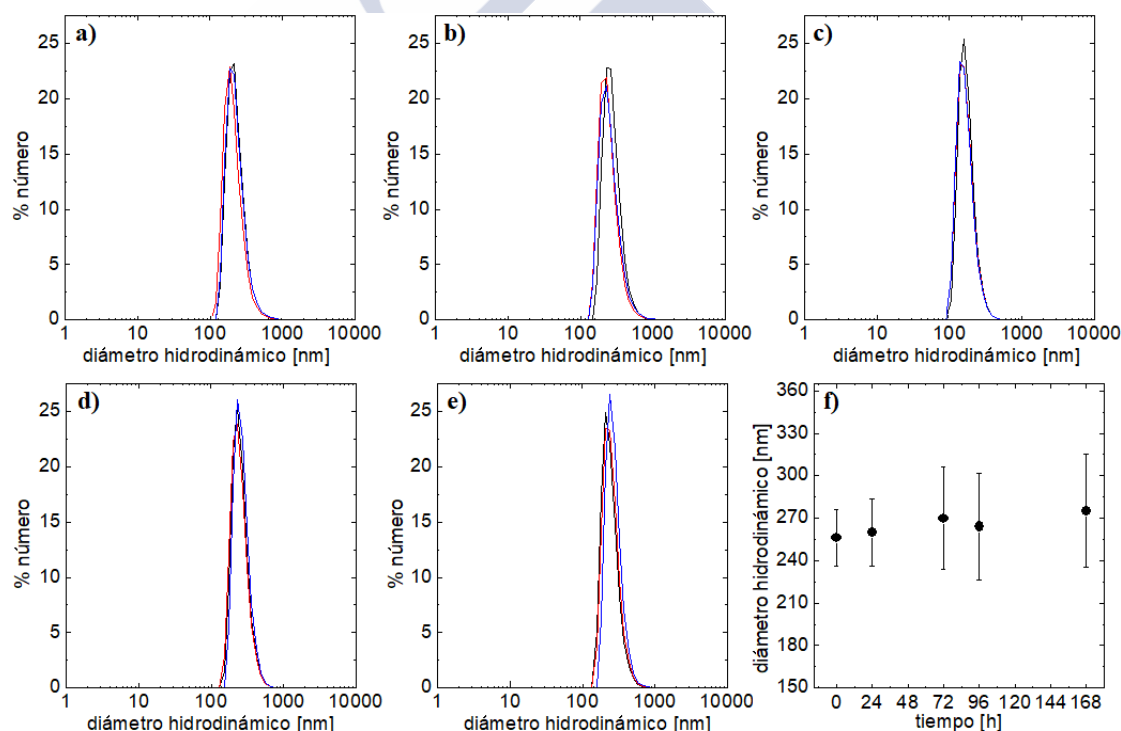 a)
25
20
15
10
5
0
% número
1 10 100 1000 10000
diámetro hidrodinámico [nm]
b)
25
20
15
10
5
0
% número
1 10 100 1000 10000
diámetro hidrodinámico [nm]
c)
25
20
15
10
5
0
% número
1 10 100 1000 10000
diámetro hidrodinámico [nm]
d)
25
20
15
10
5
0
% número
1 10 100 1000 10000
diámetro hidrodinámico [nm]
e)
25
20
15
10
5
0
% número
1 10 100 1000 10000
diámetro hidrodinámico [nm]
f)
360
330
300
270
240
210
180
150
diámetro hidrodinámico [nm]
0 24 48 72 96 120 144 168
tiempo [h]